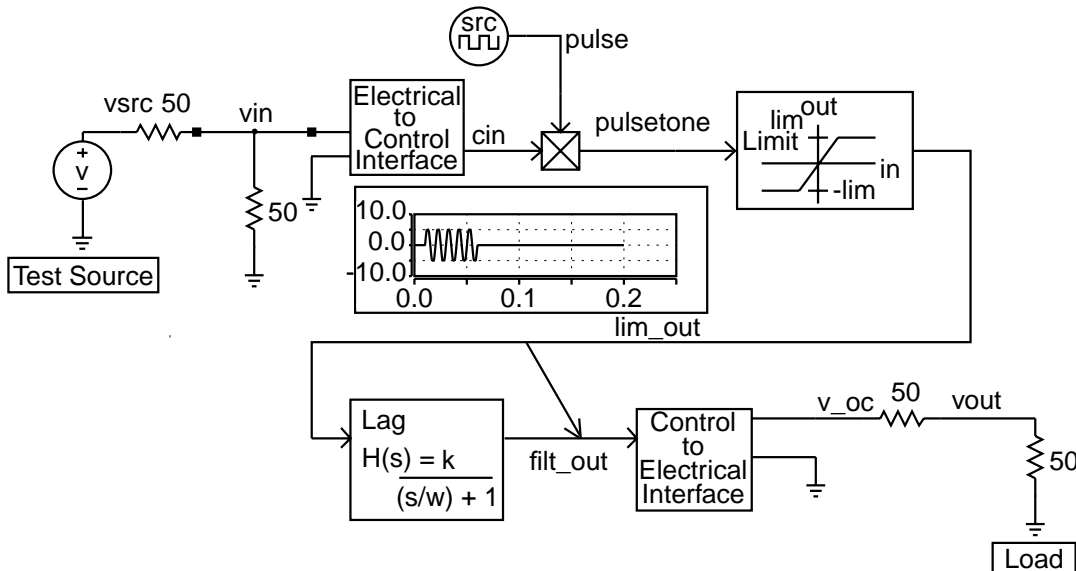 src
pulse
vsrc 50
vin
Electrical
to
Control
Interface
cin
pulsetone
out
lim
Limit
in
-lim
+
v
–
50
Test Source
10.0
0.0
-10.0
0.0
0.1
0.2
lim_out
Lag
H(s) = k
(s/w) + 1
filt_out
Control
to
Electrical
Interface
v_oc
50
vout
50
Load